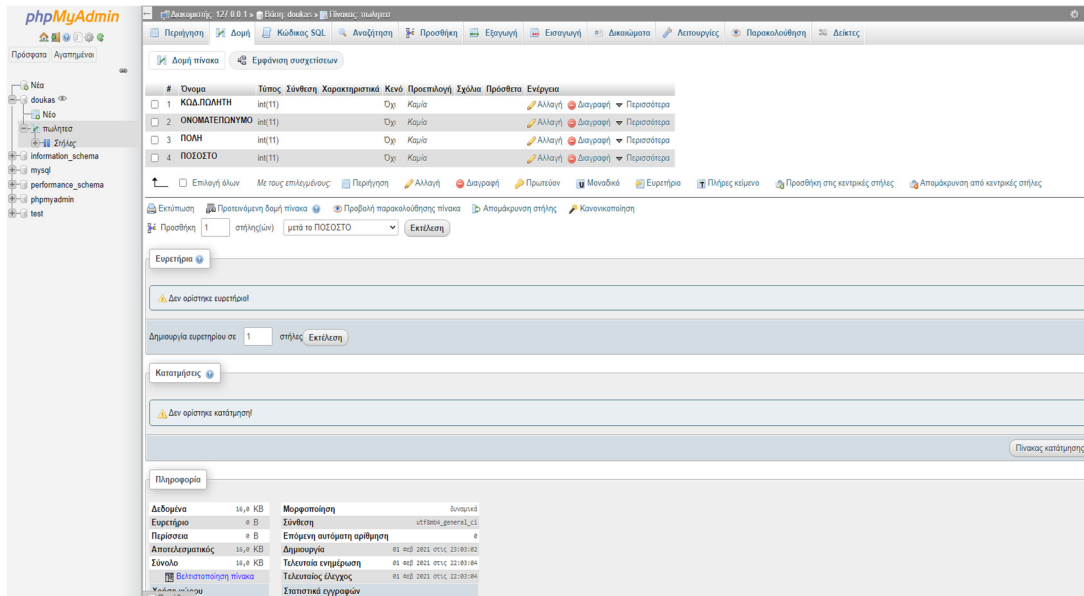 phpMyAdmin
Πρόσφατα Αγαπημένοι
Νέα
doukas
Νέο
πωλητεσ
Στήλες
information_schema
mysql
performance_schema
phpmyadmin
test
Διακομιστής: 127.0.0.1 » Βάση: doukas » Πίνακας: πωλητεσ
Περιήγηση Δομή Κώδικας SQL Αναζήτηση Προσθήκη Εξαγωγή Εισαγωγή Δικαιώματα Λειτουργίες Παρακολούθηση Δείκτες
Δομή πίνακα Εμφάνιση συσχετίσεων
# Όνομα Τύπος Σύνθεση Χαρακτηριστικά Κενό Προεπιλογή Σχόλια Πρόσθετα Ενέργεια
1 ΚΩΔ.ΠΩΛΗΤΗ int(11) Όχι Καμία Αλλαγή Διαγραφή Περισσότερα
2 ΟΝΟΜΑΤΕΠΩΝΥΜΟ int(11) Όχι Καμία Αλλαγή Διαγραφή Περισσότερα
3 ΠΟΛΗ int(11) Όχι Καμία Αλλαγή Διαγραφή Περισσότερα
4 ΠΟΣΟΣΤΟ int(11) Όχι Καμία Αλλαγή Διαγραφή Περισσότερα
Επιλογή όλων Με τους επιλεγμένους: Περιήγηση Αλλαγή Διαγραφή Πρωτεύον Μοναδικό Ευρετήριο Πλήρες κείμενο Προσθήκη στις κεντρικές στήλες Απομάκρυνση από κεντρικές στήλες
Εκτύπωση Προτεινόμενη δομή πίνακα Προβολή παρακολούθησης πίνακα Απομάκρυνση στήλης Κανονικοποίηση
Προσθήκη 1 στήλης(ών) μετά το ΠΟΣΟΣΤΟ Εκτέλεση
Ευρετήρια
Δεν ορίστηκε ευρετήριο!
Δημιουργία ευρετηρίου σε 1 στήλες Εκτέλεση
Κατατμήσεις
Δεν ορίστηκε κατάτμηση!
Πίνακας κατάτμησης
Πληροφορία
Δεδομένα 16,0 KB Μορφοποίηση δυναμικά
Ευρετήριο 0 B Σύνθεση utf8mb4_general_ci
Περίσσεια 0 B Επόμενη αυτόματη αρίθμηση 0
Αποτελεσματικός 16,0 KB Δημιουργία 01 Φεβ 2021 στις 23:03:02
Σύνολο 16,0 KB Τελευταία ενημέρωση 01 Φεβ 2021 στις 22:03:04
Βελτιστοποίηση πίνακα Τελευταίος έλεγχος 01 Φεβ 2021 στις 22:03:04
Χρήση χώρου Στατιστικά εγγραφών